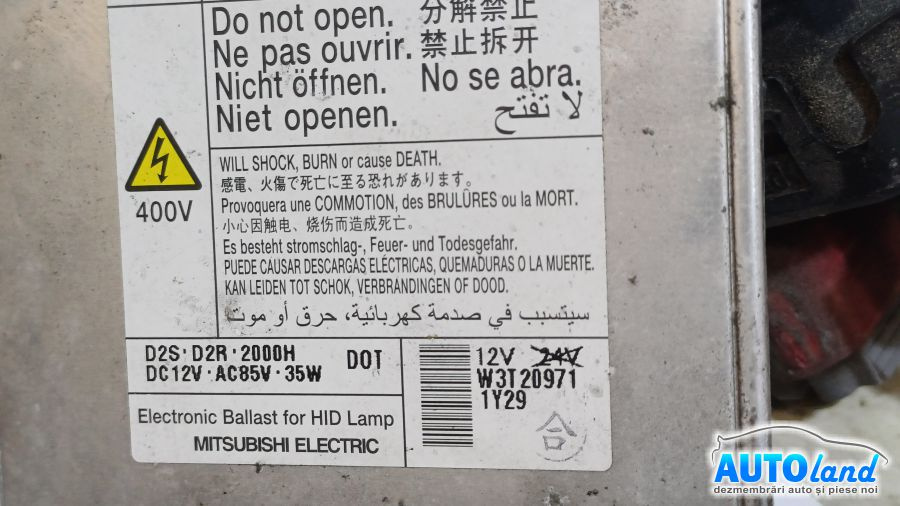 Do not open. 分解禁止
Ne pas ouvrir. 禁止拆开
Nicht öffnen. No se abra.
Niet openen. لا تفتح
400V
WILL SHOCK, BURN or cause DEATH.
感電、火傷で死亡に至る恐れがあります。
Provoquera une COMMOTION, des BRULÛRES ou la MORT.
小心因触电、烧伤而造成死亡。
Es besteht stromschlag-, Feuer- und Todesgefahr.
PUEDE CAUSAR DESCARGAS ELÉCTRICAS, QUEMADURAS O LA MUERTE.
KAN LEIDEN TOT SCHOK, VERBRANDINGEN OF DOOD.
سيتسبب في صدمة كهربائية، حرق أو موت
D2S·D2R·2000H DOT
DC12V·AC85V·35W
12V 24V
W3T20971
1Y29
合
Electronic Ballast for HID Lamp
MITSUBISHI ELECTRIC
AUTOland
dezmembrări auto și piese noi